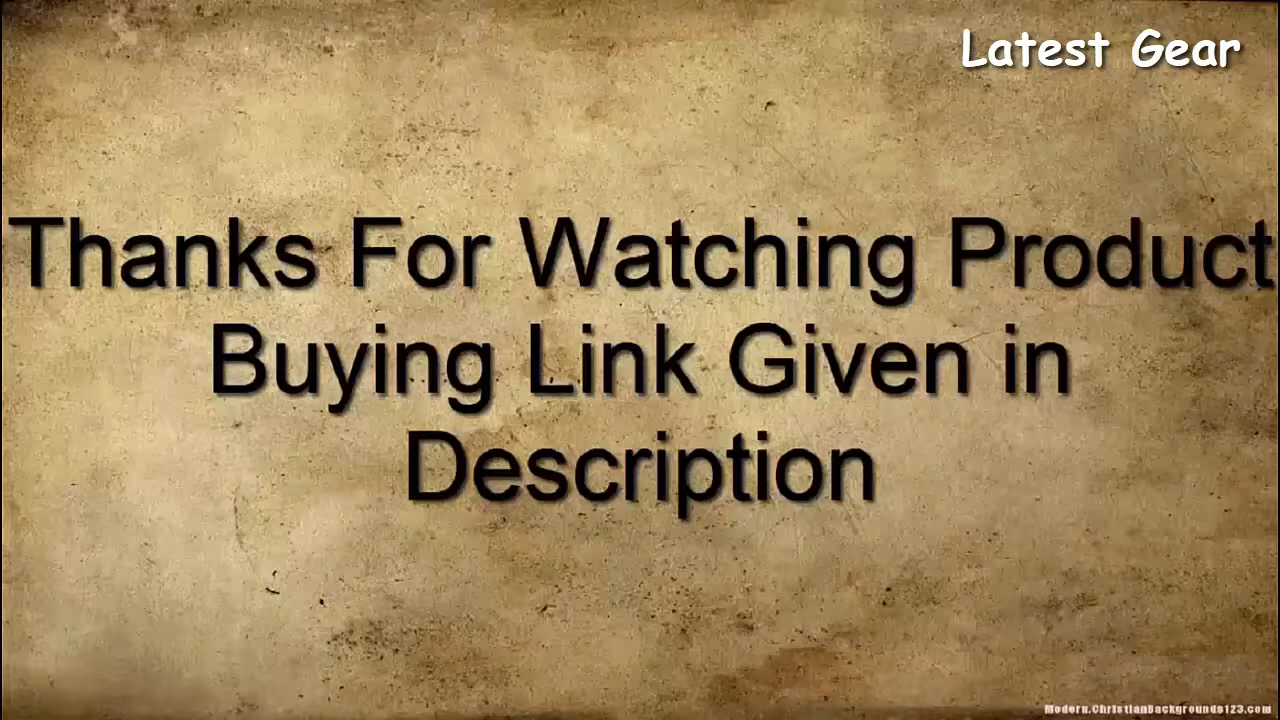 Latest Gear
Thanks For Watching Product
Buying Link Given in
Description
Modern.ChristianBackgrounds123.com